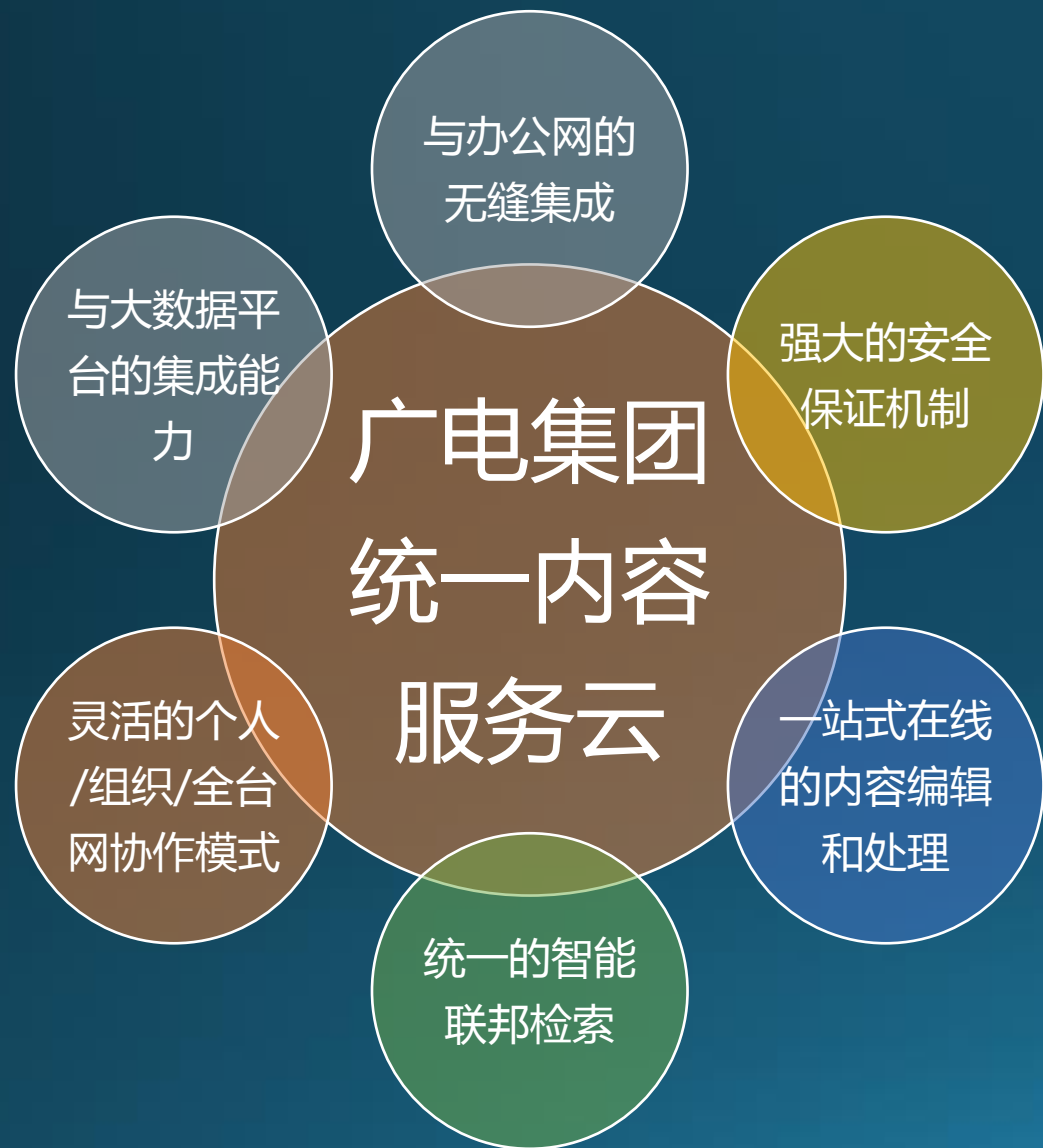 与办公网的
无缝集成
与大数据平
台的集成能
力
强大的安全
保证机制
广电集团
统一内容
服务云
灵活的个人
/组织/全台
网协作模式
一站式在线
的内容编辑
和处理
统一的智能
联邦检索